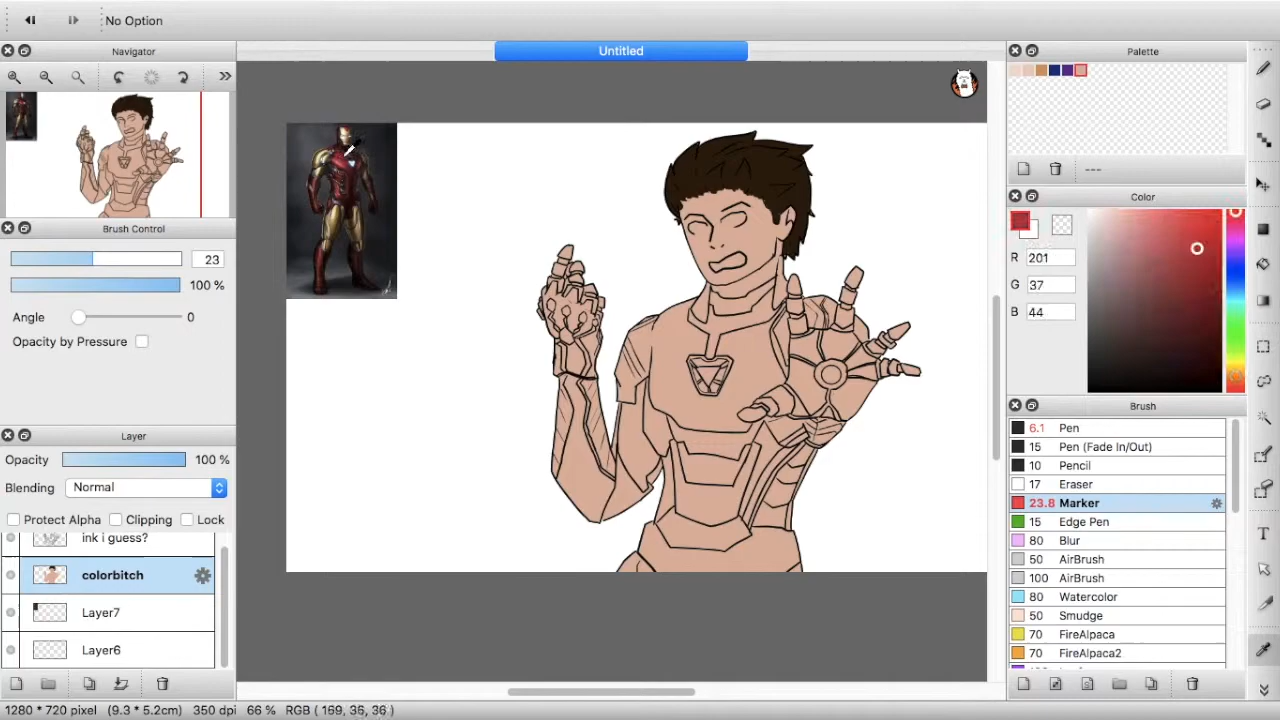 No Option
Untitled
Navigator
Brush Control
23
100 %
Angle 0
Opacity by Pressure
Layer
Opacity 100 %
Blending Normal
Protect Alpha Clipping Lock
ink i guess?
colorbitch
Layer7
Layer6
Palette
---
Color
R 201
G 37
B 44
Brush
6.1 Pen
15 Pen (Fade In/Out)
10 Pencil
17 Eraser
23.8 Marker
15 Edge Pen
80 Blur
50 AirBrush
100 AirBrush
80 Watercolor
50 Smudge
70 FireAlpaca
70 FireAlpaca2
T
1280 * 720 pixel (9.3 * 5.2cm) 350 dpi 66 % RGB ( 169, 36, 36 )